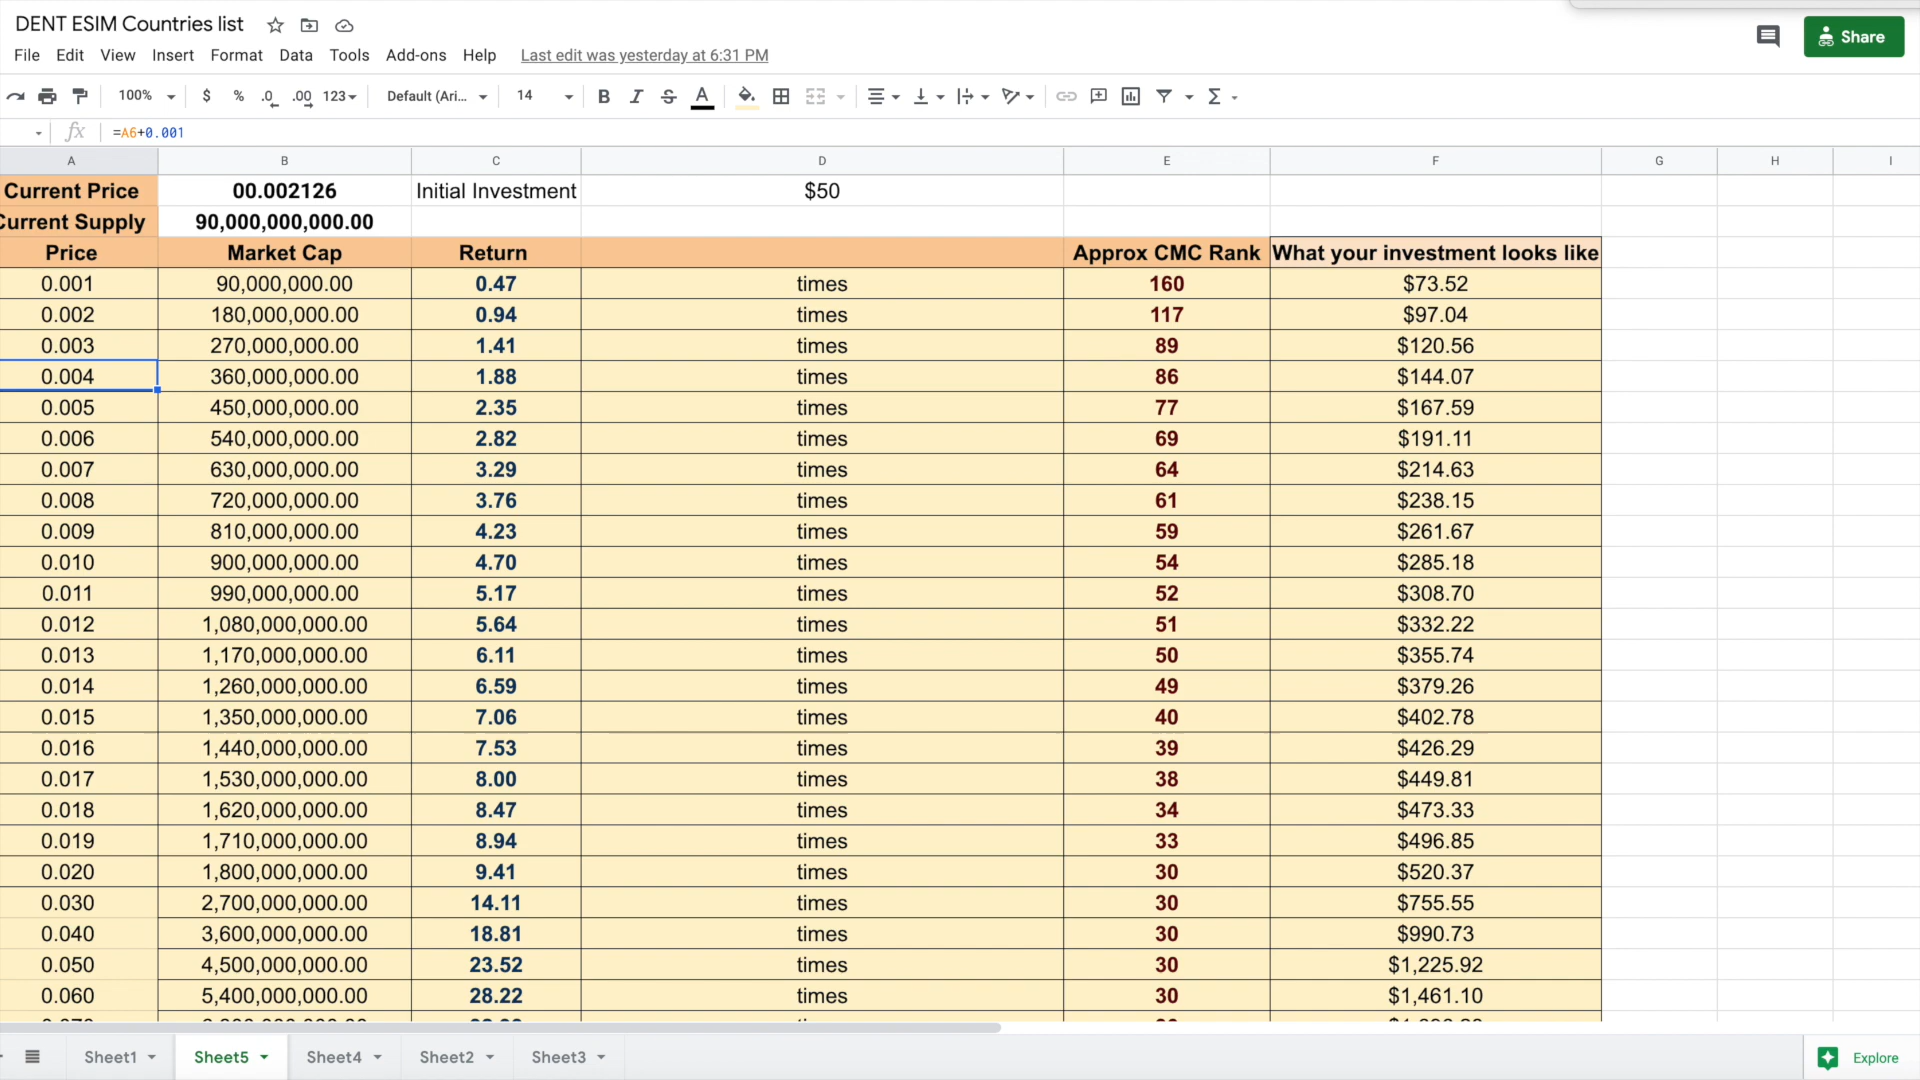 DENT ESIM Countries list
File Edit View Insert Format Data Tools Add-ons Help Last edit was yesterday at 6:31 PM
Share
100% $ % .0 .00 123 Default (Ari... 14 B I S A Σ
fx =A6+0.001
A B C D E F G H I
Current Price 00.002126 Initial Investment $50
Current Supply 90,000,000,000.00
Price Market Cap Return Approx CMC Rank What your investment looks like
0.001 90,000,000.00 0.47 times 160 $73.52
0.002 180,000,000.00 0.94 times 117 $97.04
0.003 270,000,000.00 1.41 times 89 $120.56
0.004 360,000,000.00 1.88 times 86 $144.07
0.005 450,000,000.00 2.35 times 77 $167.59
0.006 540,000,000.00 2.82 times 69 $191.11
0.007 630,000,000.00 3.29 times 64 $214.63
0.008 720,000,000.00 3.76 times 61 $238.15
0.009 810,000,000.00 4.23 times 59 $261.67
0.010 900,000,000.00 4.70 times 54 $285.18
0.011 990,000,000.00 5.17 times 52 $308.70
0.012 1,080,000,000.00 5.64 times 51 $332.22
0.013 1,170,000,000.00 6.11 times 50 $355.74
0.014 1,260,000,000.00 6.59 times 49 $379.26
0.015 1,350,000,000.00 7.06 times 40 $402.78
0.016 1,440,000,000.00 7.53 times 39 $426.29
0.017 1,530,000,000.00 8.00 times 38 $449.81
0.018 1,620,000,000.00 8.47 times 34 $473.33
0.019 1,710,000,000.00 8.94 times 33 $496.85
0.020 1,800,000,000.00 9.41 times 30 $520.37
0.030 2,700,000,000.00 14.11 times 30 $755.55
0.040 3,600,000,000.00 18.81 times 30 $990.73
0.050 4,500,000,000.00 23.52 times 30 $1,225.92
0.060 5,400,000,000.00 28.22 times 30 $1,461.10
Sheet1 Sheet5 Sheet4 Sheet2 Sheet3 Explore